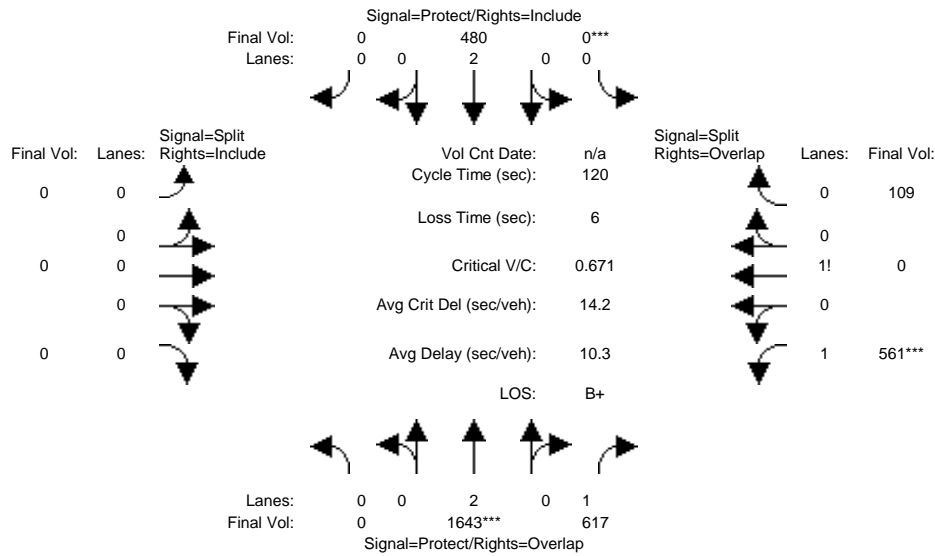 Signal=Protect/Rights=Include
Final Vol: 0 480 0***
Lanes: 0 0 2 0 0
Signal=Split
Final Vol: Lanes: Rights=Include
Vol Cnt Date: n/a
Signal=Split
Rights=Overlap Lanes: Final Vol:
Cycle Time (sec): 120
0 0
0 109
Loss Time (sec): 6
0
0
0 0
Critical V/C: 0.671
1! 0
0
Avg Crit Del (sec/veh): 14.2
0
0 0
Avg Delay (sec/veh): 10.3
1 561***
LOS: B+
Lanes: 0 0 2 0 1
Final Vol: 0 1643*** 617
Signal=Protect/Rights=Overlap